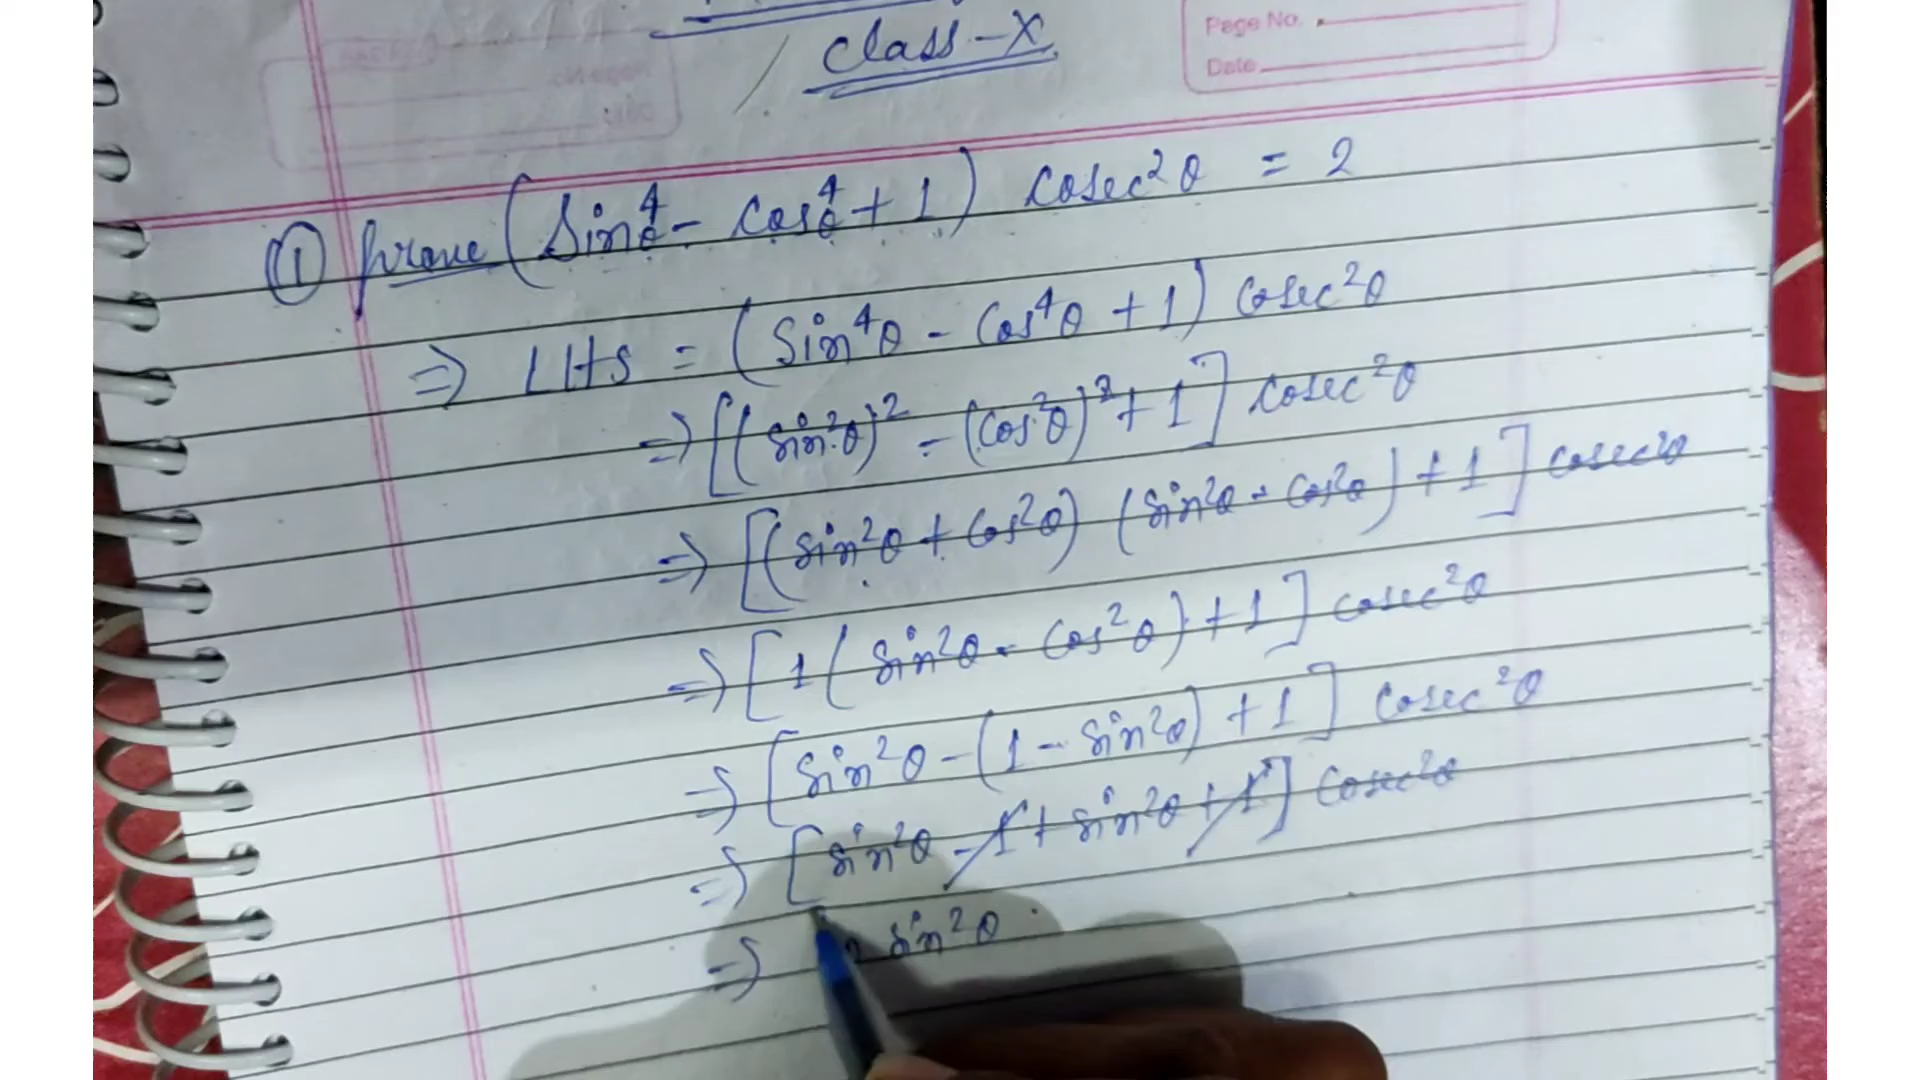 Class-X
Page No.
Date
① prove (Sin⁴θ - Cos⁴θ + 1) Cosec²θ = 2
⇒ LHS = (Sin⁴θ - Cos⁴θ + 1) Cosec²θ
⇒ [(Sin²θ)² - (Cos²θ)² + 1] Cosec²θ
⇒ [(Sin²θ + Cos²θ) (Sin²θ - Cos²θ) + 1] Cosec²θ
⇒ [1 (Sin²θ - Cos²θ) + 1] Cosec²θ
⇒ [Sin²θ - (1 - Sin²θ) + 1] Cosec²θ
⇒ [Sin²θ - 1 + Sin²θ + 1] Cosec²θ
⇒ Sin²θ